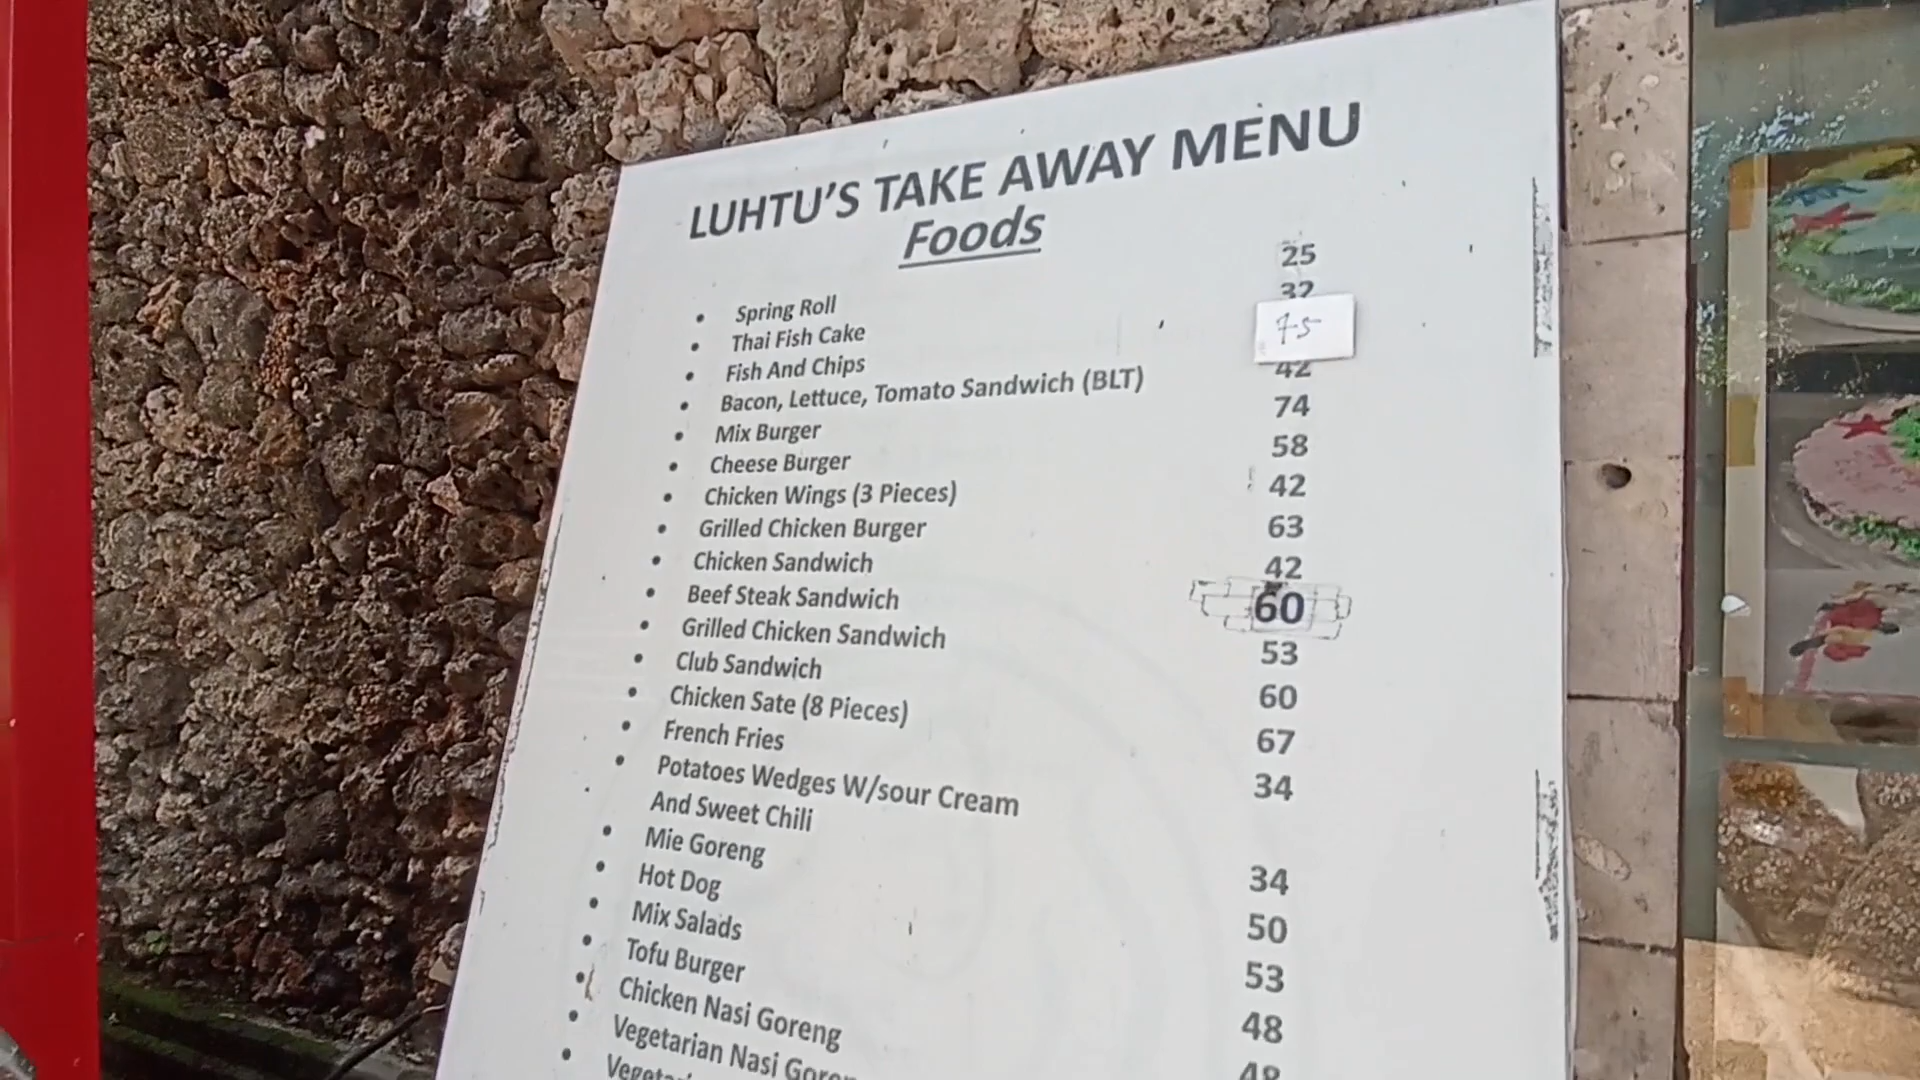 LUHTU'S TAKE AWAY MENU
Foods
• Spring Roll 25
• Thai Fish Cake 32
• Fish And Chips 75
• Bacon, Lettuce, Tomato Sandwich (BLT) 42
• Mix Burger 74
• Cheese Burger 58
• Chicken Wings (3 Pieces) 42
• Grilled Chicken Burger 63
• Chicken Sandwich 42
• Beef Steak Sandwich 60
• Grilled Chicken Sandwich 53
• Club Sandwich 60
• Chicken Sate (8 Pieces) 67
• French Fries 34
• Potatoes Wedges W/sour Cream
And Sweet Chili 34
• Mie Goreng 50
• Hot Dog 53
• Mix Salads 48
• Tofu Burger 48
• Chicken Nasi Goreng
• Vegetarian Nasi
•